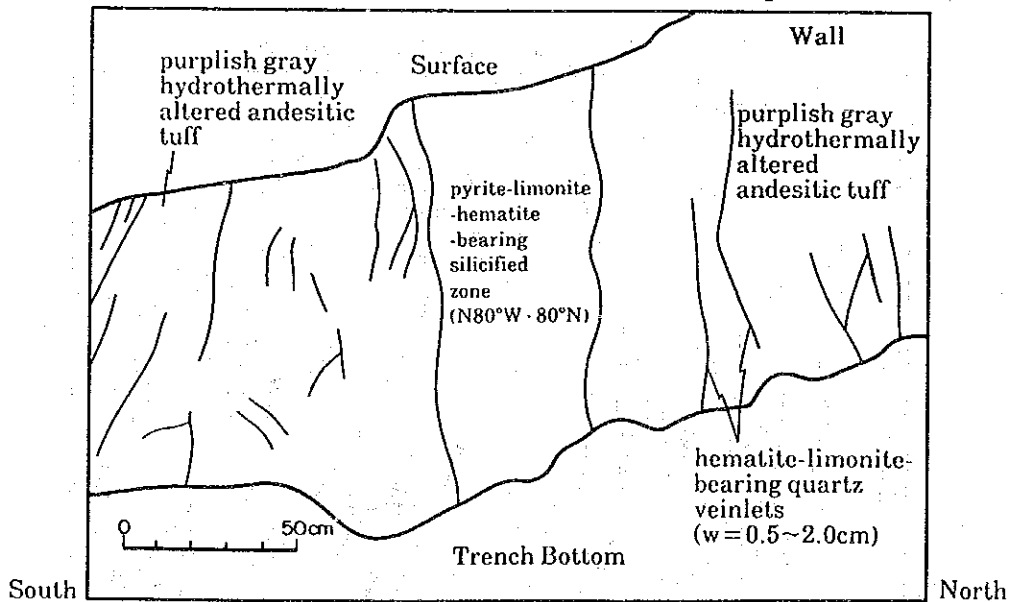 Wall
Surface
purplish gray
hydrothermally
altered andesitic
tuff
purplish gray
hydrothermally
altered
andesitic tuff
pyrite-limonite
-hematite
-bearing
silicified
zone
(N80°W·80°N)
hematite-limonite-
bearing quartz
veinlets
(w=0.5~2.0cm)
0 50cm
Trench Bottom
South
North